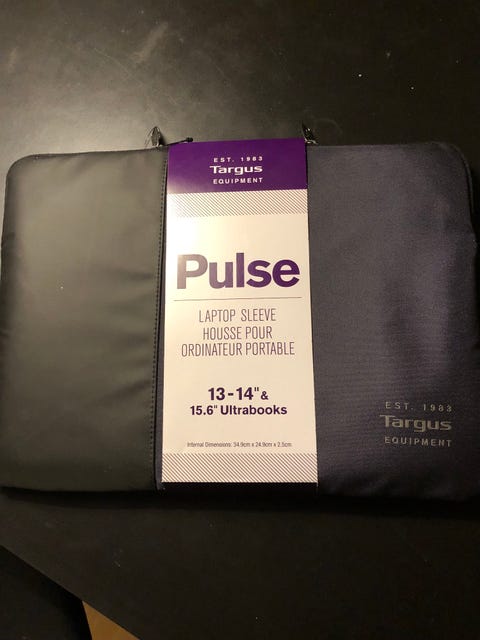 EST. 1983
Targus
EQUIPMENT
Pulse
LAPTOP SLEEVE
HOUSSE POUR
ORDINATEUR PORTABLE
13-14" &
15.6" Ultrabooks
Internal Dimensions: 34.9cm x 24.9cm x 2.5cm
EST. 1983
Targus
EQUIPMENT